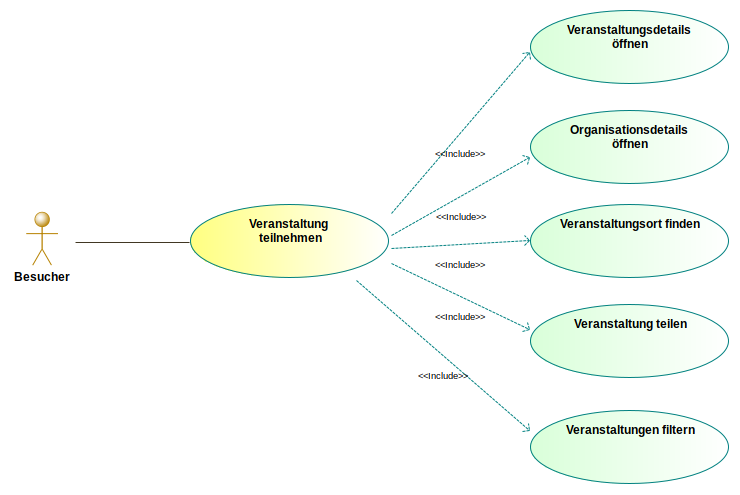 Veranstaltungsdetails
öffnen
<<Include>>
Organisationsdetails
öffnen
<<Include>>
Veranstaltung
teilnehmen
Veranstaltungsort finden
<<Include>>
Besucher
<<Include>>
Veranstaltung teilen
<<Include>>
Veranstaltungen filtern